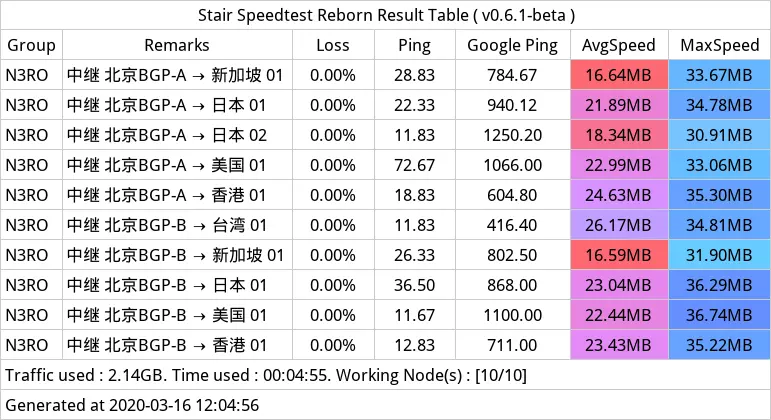 Stair Speedtest Reborn Result Table ( v0.6.1-beta )
Group Remarks Loss Ping Google Ping AvgSpeed MaxSpeed
N3RO 中继 北京BGP-A → 新加坡 01 0.00% 28.83 784.67 16.64MB 33.67MB
N3RO 中继 北京BGP-A → 日本 01 0.00% 22.33 940.12 21.89MB 34.78MB
N3RO 中继 北京BGP-A → 日本 02 0.00% 11.83 1250.20 18.34MB 30.91MB
N3RO 中继 北京BGP-A → 美国 01 0.00% 72.67 1066.00 22.99MB 33.06MB
N3RO 中继 北京BGP-A → 香港 01 0.00% 18.83 604.80 24.63MB 35.30MB
N3RO 中继 北京BGP-B → 台湾 01 0.00% 11.83 416.40 26.17MB 34.81MB
N3RO 中继 北京BGP-B → 新加坡 01 0.00% 26.33 802.50 16.59MB 31.90MB
N3RO 中继 北京BGP-B → 日本 01 0.00% 36.50 868.00 23.04MB 36.29MB
N3RO 中继 北京BGP-B → 美国 01 0.00% 11.67 1100.00 22.44MB 36.74MB
N3RO 中继 北京BGP-B → 香港 01 0.00% 12.83 711.00 23.43MB 35.22MB
Traffic used : 2.14GB. Time used : 00:04:55. Working Node(s) : [10/10]
Generated at 2020-03-16 12:04:56